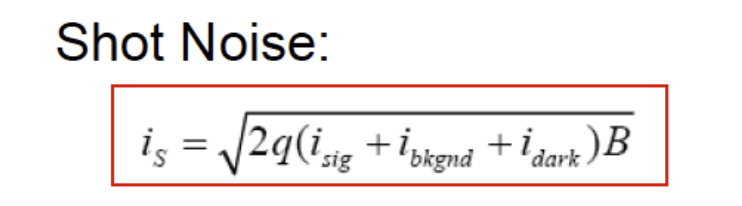 Shot Noise:
i_S = √2q(i_sig + i_bkgnd + i_dark)B